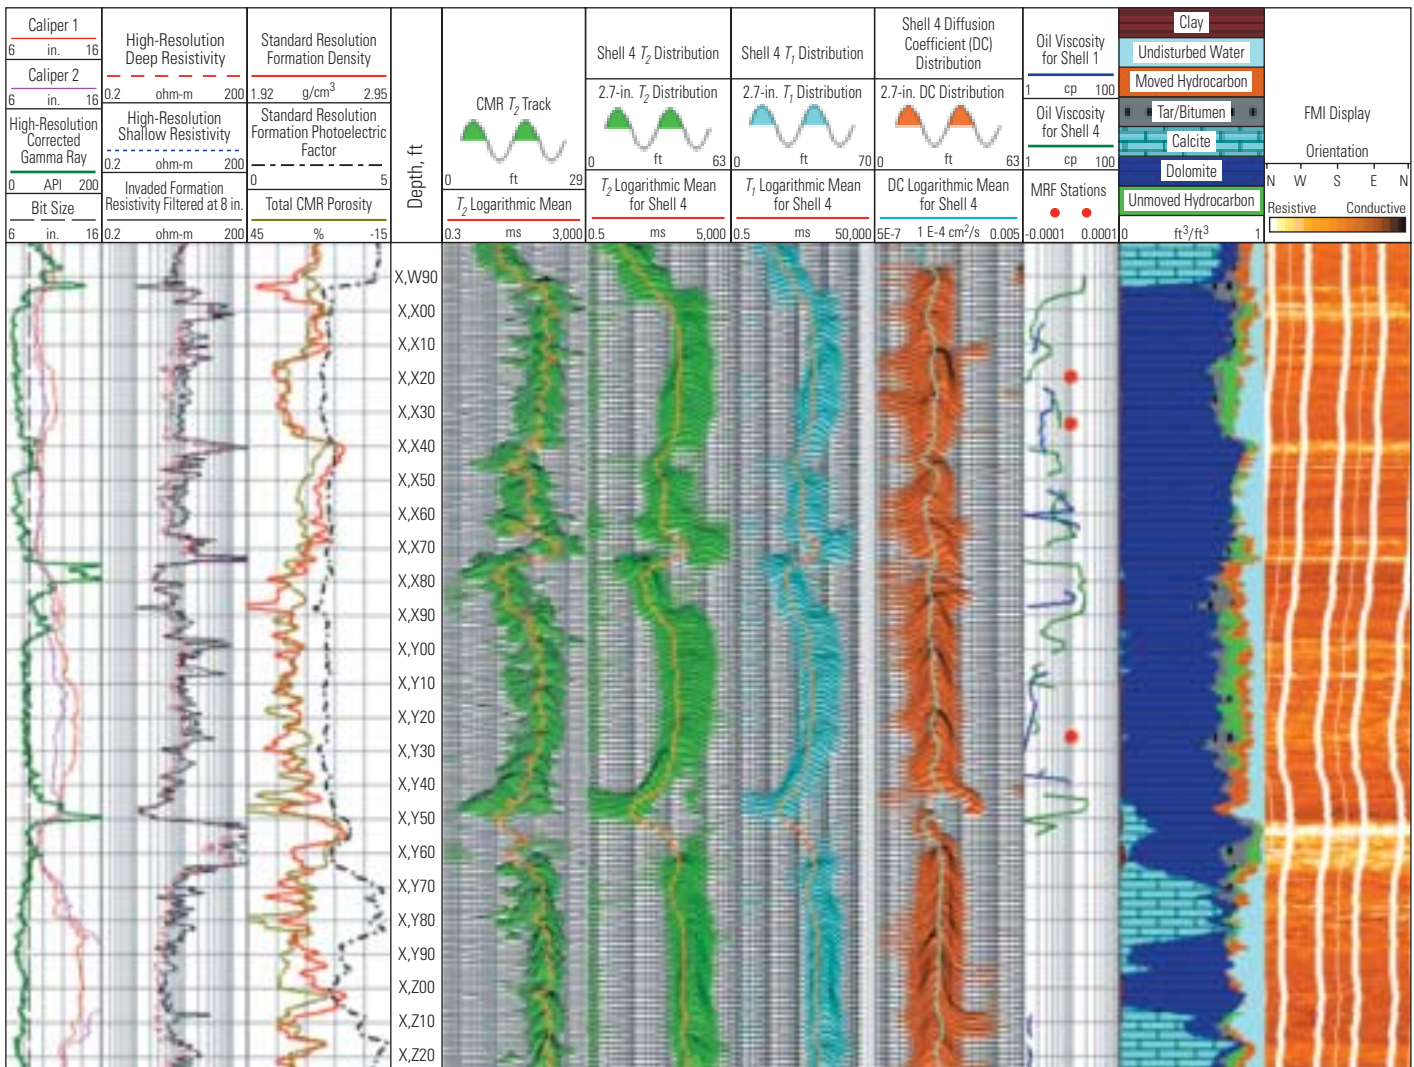 Caliper 1
6 in. 16
Caliper 2
6 in. 16
High-Resolution
Corrected
Gamma Ray
0 API 200
Bit Size
6 in. 16
High-Resolution
Deep Resistivity
0.2 ohm-m 200
High-Resolution
Shallow Resistivity
0.2 ohm-m 200
Invaded Formation
Resistivity Filtered at 8 in.
0.2 ohm-m 200
Standard Resolution
Formation Density
1.92 g/cm3 2.95
Standard Resolution
Formation Photoelectric
Factor
0 5
Total CMR Porosity
45 % -15
Depth, ft
CMR T2 Track
0 ft 29
T2 Logarithmic Mean
0.3 ms 3,000
Shell 4 T2 Distribution
2.7-in. T2 Distribution
0 ft 63
T2 Logarithmic Mean
for Shell 4
0.5 ms 5,000
Shell 4 T1 Distribution
2.7-in. T1 Distribution
0 ft 70
T1 Logarithmic Mean
for Shell 4
0.5 ms 50,000
Shell 4 Diffusion
Coefficient (DC)
Distribution
2.7-in. DC Distribution
0 ft 63
DC Logarithmic Mean
for Shell 4
5E-7 1 E-4 cm2/s 0.005
Oil Viscosity
for Shell 1
1 cp 100
Oil Viscosity
for Shell 4
1 cp 100
MRF Stations
-0.0001 0.0001
Clay
Undisturbed Water
Moved Hydrocarbon
Tar/Bitumen
Calcite
Dolomite
Unmoved Hydrocarbon
0 ft3/ft3 1
FMI Display
Orientation
N W S E N
Resistive Conductive
X,W90
X,X00
X,X10
X,X20
X,X30
X,X40
X,X50
X,X60
X,X70
X,X80
X,X90
X,Y00
X,Y10
X,Y20
X,Y30
X,Y40
X,Y50
X,Y60
X,Y70
X,Y80
X,Y90
X,Z00
X,Z10
X,Z20